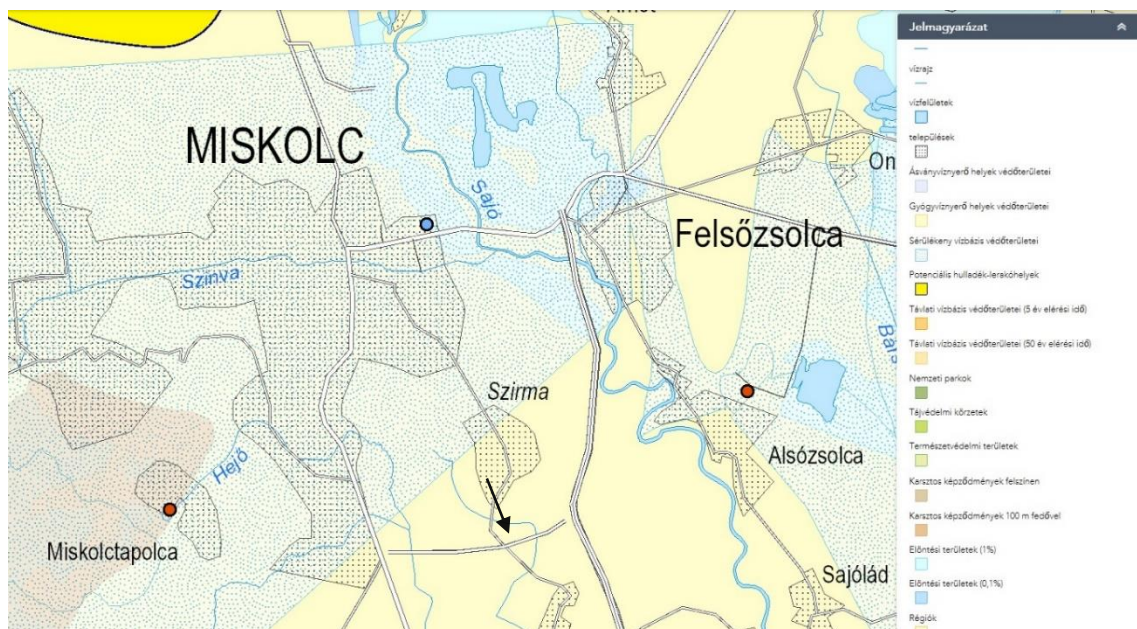 MISKOLC
Sajó
Szinva
Felsőzsolca
On
Szirma
Hejő
Miskolctapolca
Alsózsolca
Sajólád
Jelmagyarázat
vízrajz
vízfelületek
települések
Ásványvíznyerő helyek védőterületei
Gyógyvíznyerő helyek védőterületei
Sérülékeny vízbázis védőterületei
Potenciális hulladék-lerakóhelyek
Távlati vízbázis védőterületei (5 év elérési idő)
Távlati vízbázis védőterületei (50 év elérési idő)
Nemzeti parkok
Tájvédelmi körzetek
Természetvédelmi területek
Karsztos képződmények felszínen
Karsztos képződmények 100 m fedővel
Elöntési területek (1%)
Elöntési területek (0,1%)
Régiók